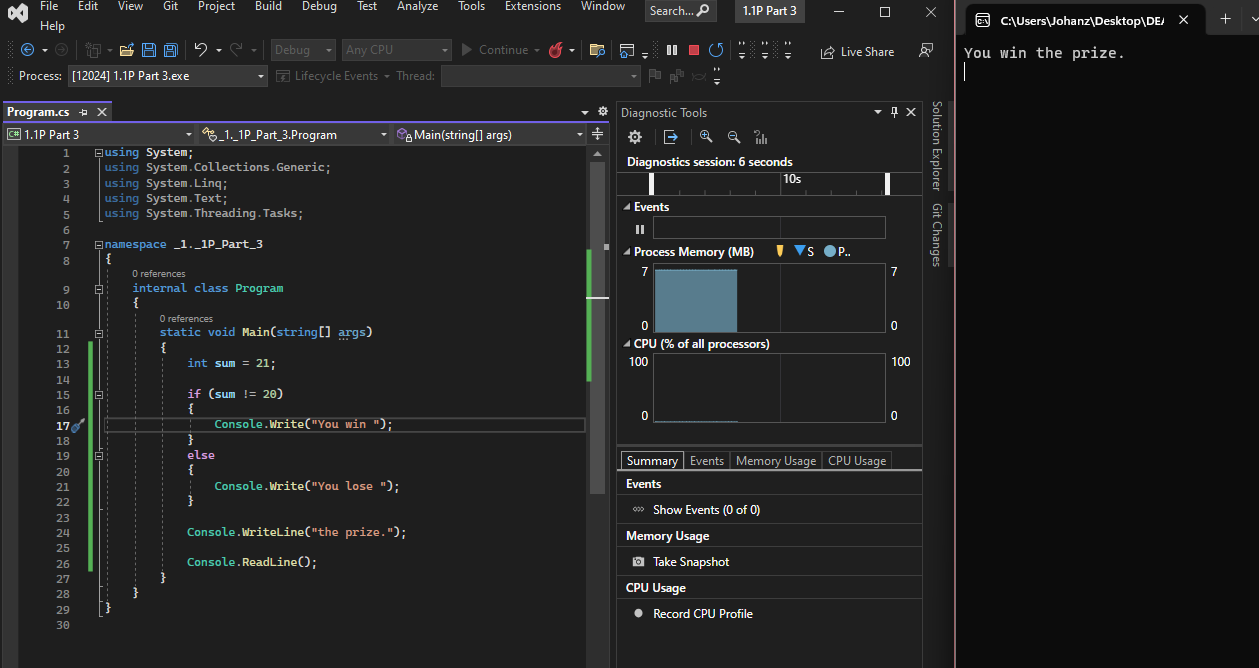 File Edit View Git Project Build Debug Test Analyze Tools Extensions Window Search... 1.1P Part 3
Help
Debug Any CPU Continue Live Share
Process: [12024] 1.1P Part 3.exe Lifecycle Events Thread:
Program.cs
C# 1.1P Part 3 _1._1P_Part_3.Program Main(string[] args)
1 using System;
2 using System.Collections.Generic;
3 using System.Linq;
4 using System.Text;
5 using System.Threading.Tasks;
6
7 namespace _1._1P_Part_3
8 {
0 references
9 internal class Program
10 {
0 references
11 static void Main(string[] args)
12 {
13 int sum = 21;
14
15 if (sum != 20)
16 {
17 Console.Write("You win ");
18 }
19 else
20 {
21 Console.Write("You lose ");
22 }
23
24 Console.WriteLine("the prize.");
25
26 Console.ReadLine();
27 }
28 }
29 }
30
Diagnostic Tools
Diagnostics session: 6 seconds
10s
Events
Process Memory (MB) S P..
7 7
0 0
CPU (% of all processors)
100 100
0 0
Summary Events Memory Usage CPU Usage
Events
Show Events (0 of 0)
Memory Usage
Take Snapshot
CPU Usage
Record CPU Profile
Solution Explorer
Git Changes
C:\Users\Johanz\Desktop\DEA
You win the prize.